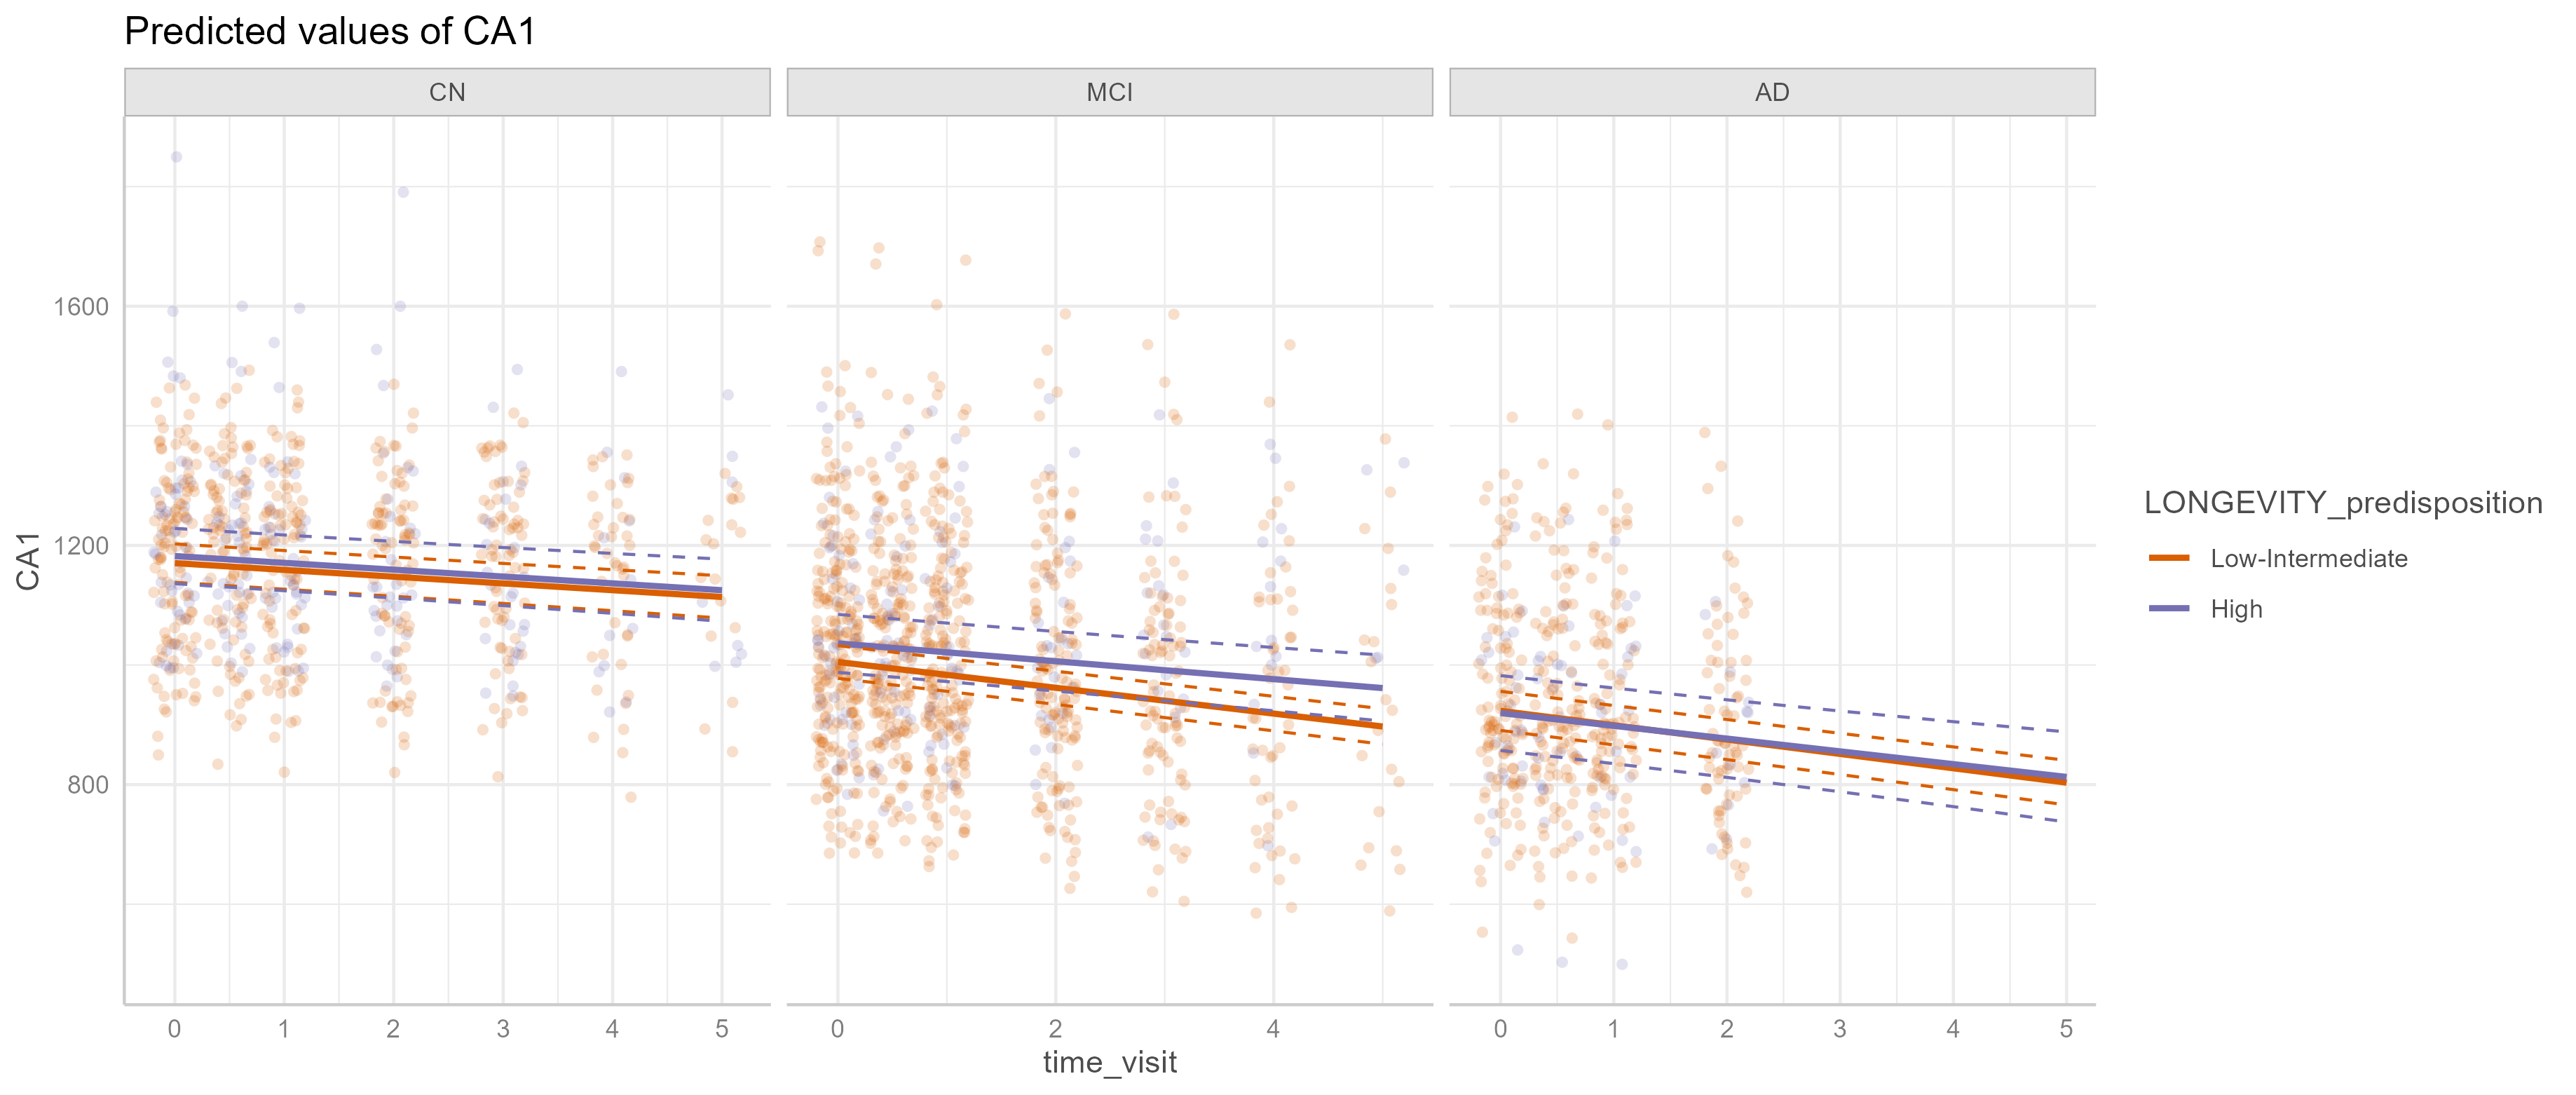 Predicted values of CA1
CN
MCI
AD
1600
1200
800
CA1
0 1 2 3 4 5
0 2 4
0 1 2 3 4 5
time_visit
LONGEVITY_predisposition
Low-Intermediate
High